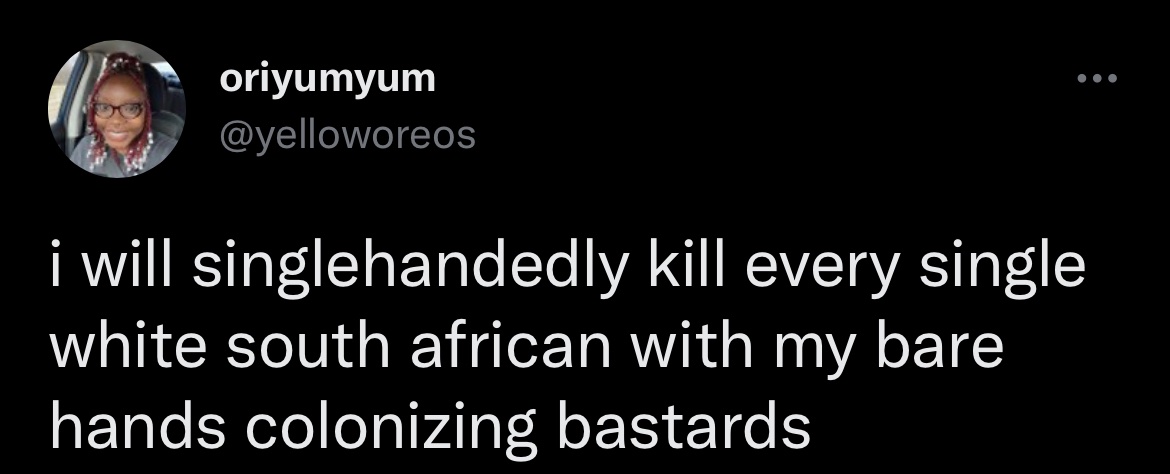 oriyumyum
@yelloworeos
i will singlehandedly kill every single
white south african with my bare
hands colonizing bastards